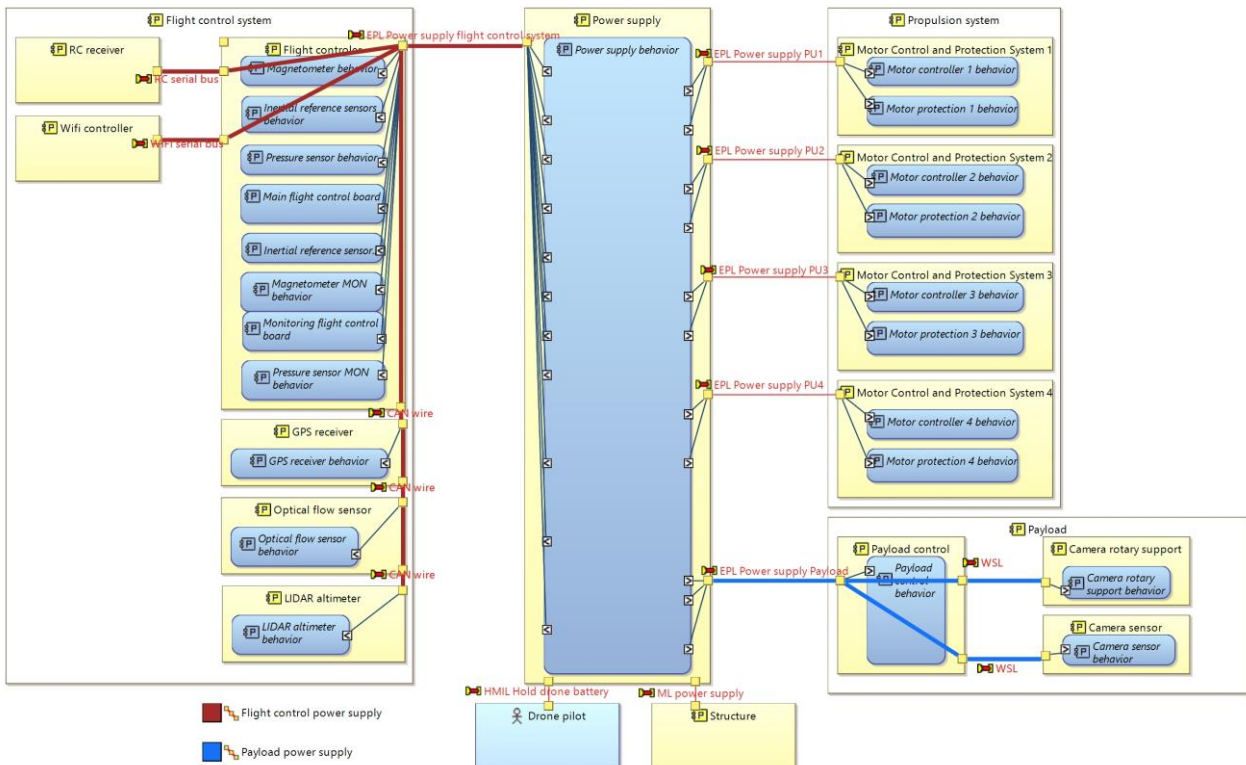 Flight control system
RC receiver
RC serial bus
Wifi controller
WIFI serial bus
Flight controler
Magnetometer behavior
Inertial reference sensors
behavior
Pressure sensor behavior
Main flight control board
Inertial reference sensor.
Magnetometer MON
behavior
Monitoring flight control
board
Pressure sensor MON
behavior
CAN wire
GPS receiver
GPS receiver behavior
CAN wire
Optical flow sensor
Optical flow sensor
behavior
CAN wire
LIDAR altimeter
LIDAR altimeter
behavior
EPL Power supply flight control system
Power supply
Power supply behavior
EPL Power supply PU1
EPL Power supply PU2
EPL Power supply PU3
EPL Power supply PU4
EPL Power supply Payload
Propulsion system
Motor Control and Protection System 1
Motor controller 1 behavior
Motor protection 1 behavior
Motor Control and Protection System 2
Motor controller 2 behavior
Motor protection 2 behavior
Motor Control and Protection System 3
Motor controller 3 behavior
Motor protection 3 behavior
Motor Control and Protection System 4
Motor controller 4 behavior
Motor protection 4 behavior
Payload
Payload control
Payload
control
behavior
WSL
Camera rotary support
Camera rotary
support behavior
Camera sensor
Camera sensor
behavior
WSL
HMIL Hold drone battery
ML power supply
Drone pilot
Structure
Flight control power supply
Payload power supply